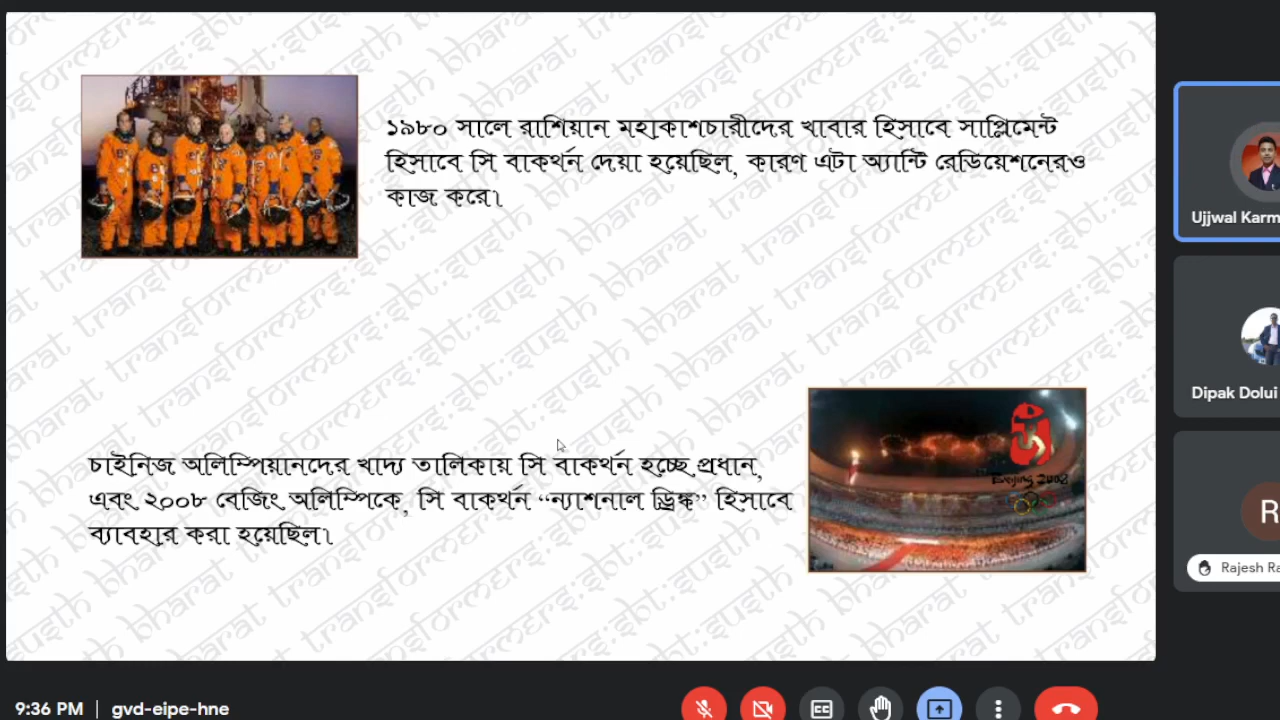 ১৯৮০ সালে রাশিয়ান মহাকাশচারীদের খাবার হিসাবে সাপ্লিমেন্ট
হিসাবে সি বাকথর্ন দেয়া হয়েছিল, কারণ এটা অ্যান্টি রেডিয়েশনেরও
কাজ করে।
Beijing 2008
চাইনিজ অলিম্পিয়ানদের খাদ্য তালিকায় সি বাকথর্ন হচ্ছে প্রধান,
এবং ২০০৮ বেজিং অলিম্পিকে, সি বাকথর্ন “ন্যাশনাল ড্রিঙ্ক” হিসাবে
ব্যাবহার করা হয়েছিল।
Ujjwal Karm
Dipak Dolui
R
Rajesh Ra
9:36 PM | gvd-eipe-hne